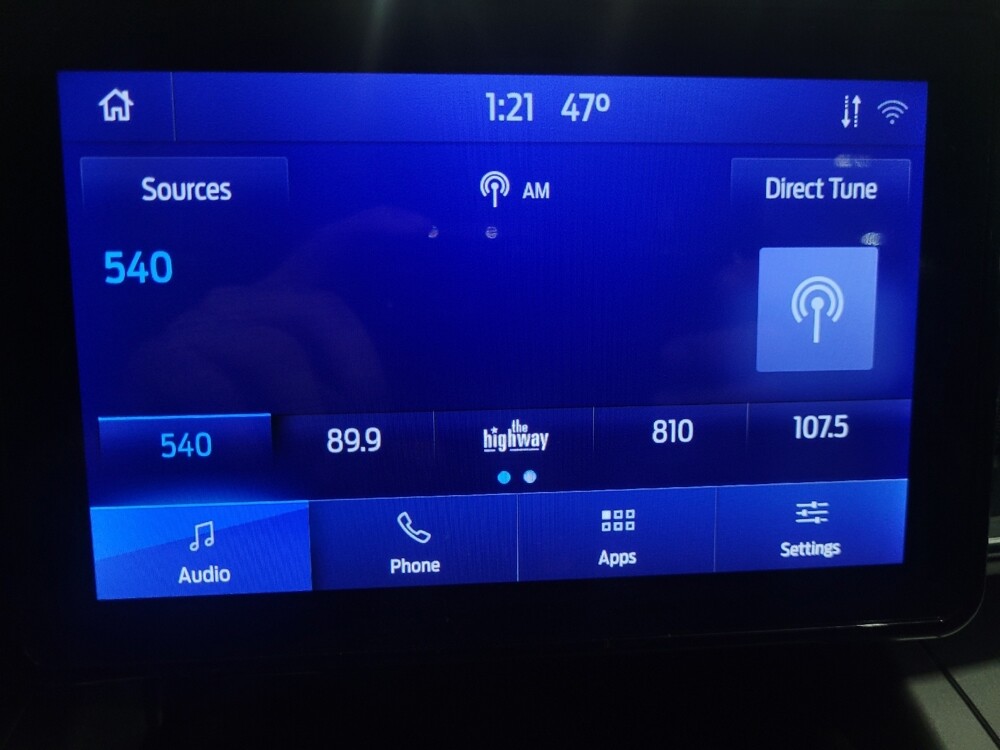 1:21 47º
Sources AM Direct Tune
540
540 89.9 the highway 810 107.5
Audio Phone Apps Settings